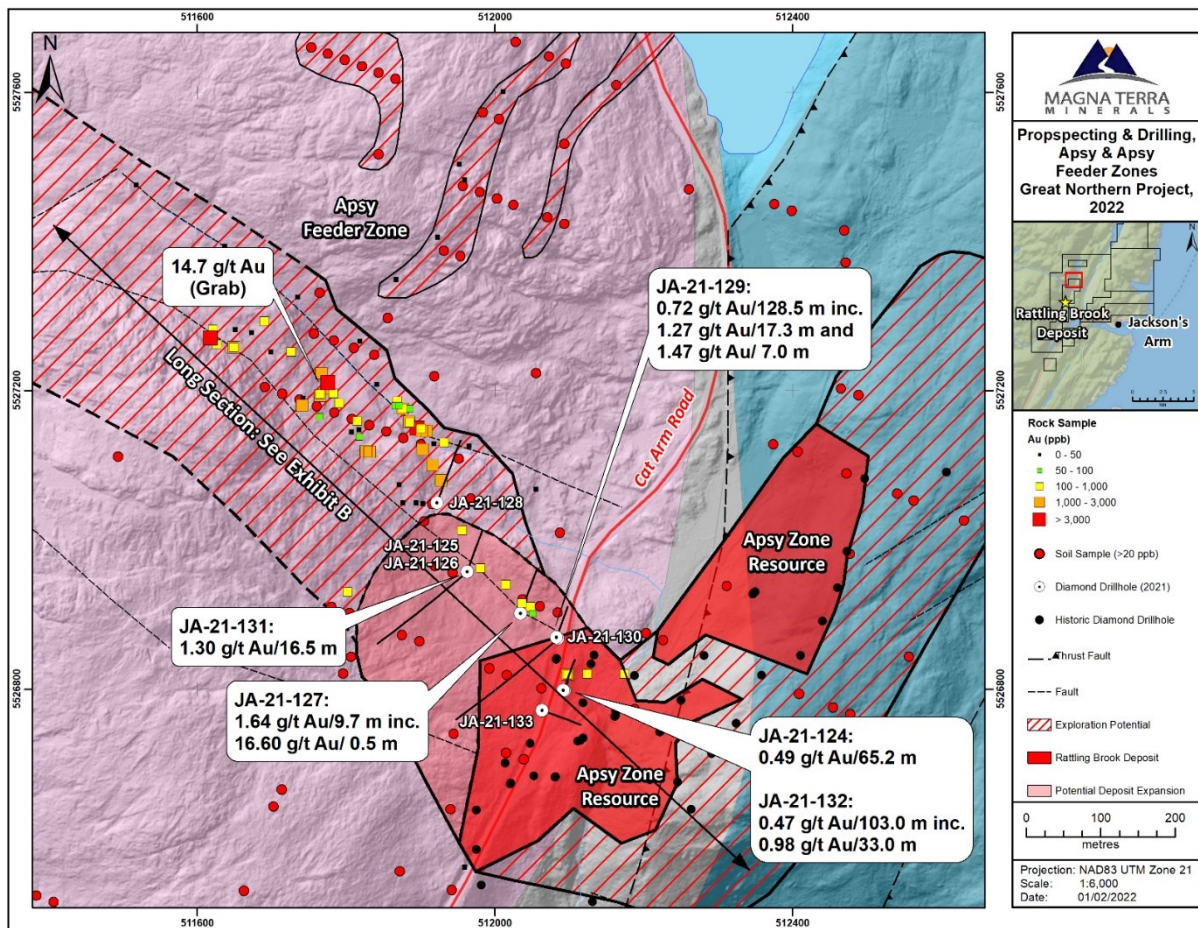 511600
512000
512400
N
5527600
5527200
5526800
5527600
5527200
5526800
511600
512000
512400
Apsy
Feeder Zone
14.7 g/t Au
(Grab)
Long Section: See Exhibit B
JA-21-129:
0.72 g/t Au/128.5 m inc.
1.27 g/t Au/17.3 m and
1.47 g/t Au/ 7.0 m
Cat Arm Road
JA-21-128
JA-21-125
JA-21-126
Apsy Zone
Resource
JA-21-131:
1.30 g/t Au/16.5 m
JA-21-130
JA-21-127:
1.64 g/t Au/9.7 m inc.
16.60 g/t Au/ 0.5 m
JA-21-133
Apsy Zone
Resource
JA-21-124:
0.49 g/t Au/65.2 m
JA-21-132:
0.47 g/t Au/103.0 m inc.
0.98 g/t Au/33.0 m
MAGNA TERRA
MINERALS
Propspecting & Drilling,
Apsy & Apsy
Feeder Zones
Great Northern Project,
2022
N
Rattling Brook
Deposit
Jackson's
Arm
0 2.5 5
km
Rock Sample
Au (ppb)
0 - 50
50 - 100
100 - 1,000
1,000 - 3,000
> 3,000
Soil Sample (>20 ppb)
Diamond Drillhole (2021)
Historic Diamond Drillhole
Thrust Fault
Fault
Exploration Potential
Rattling Brook Deposit
Potential Deposit Expansion
0 100 200
metres
Projection: NAD83 UTM Zone 21
Scale: 1:6,000
Date: 01/02/2022